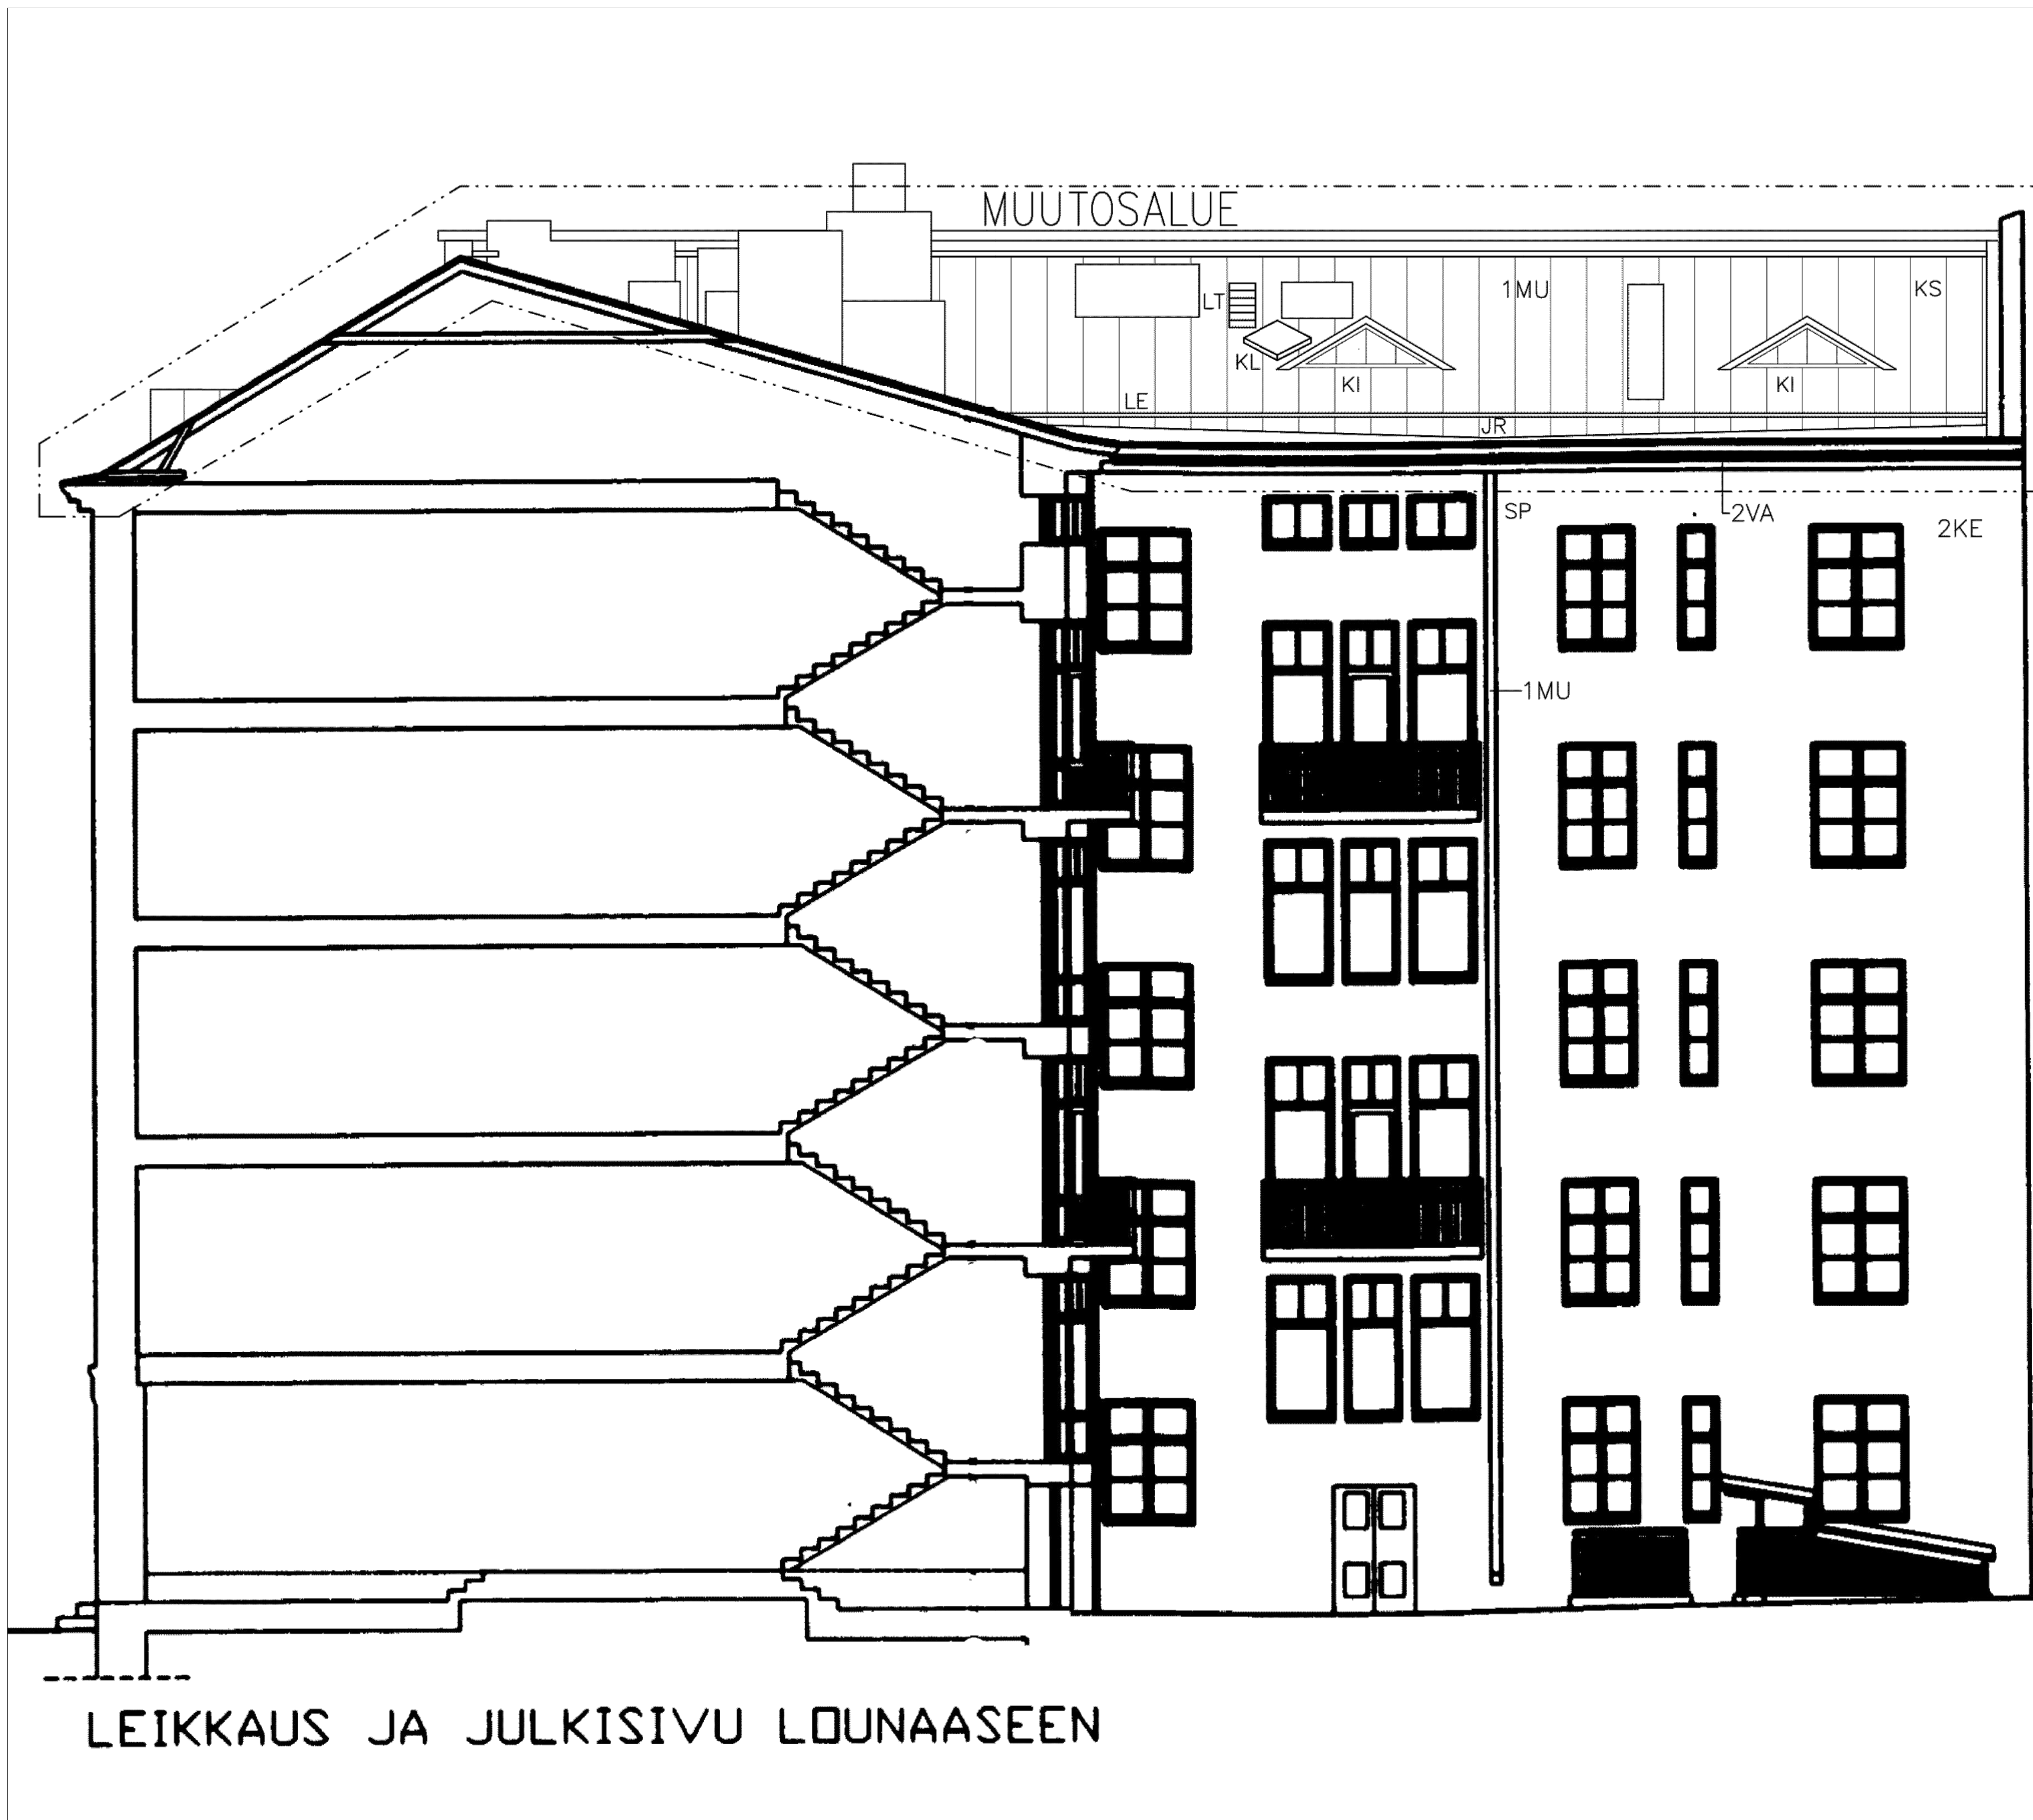 MUUTOSALUE
1MU
KS
LT
KL
KI
KI
LE
JR
SP
2VA
2KE
1MU
LEIKKAUS JA JULKISIVU LOUNAASEEN